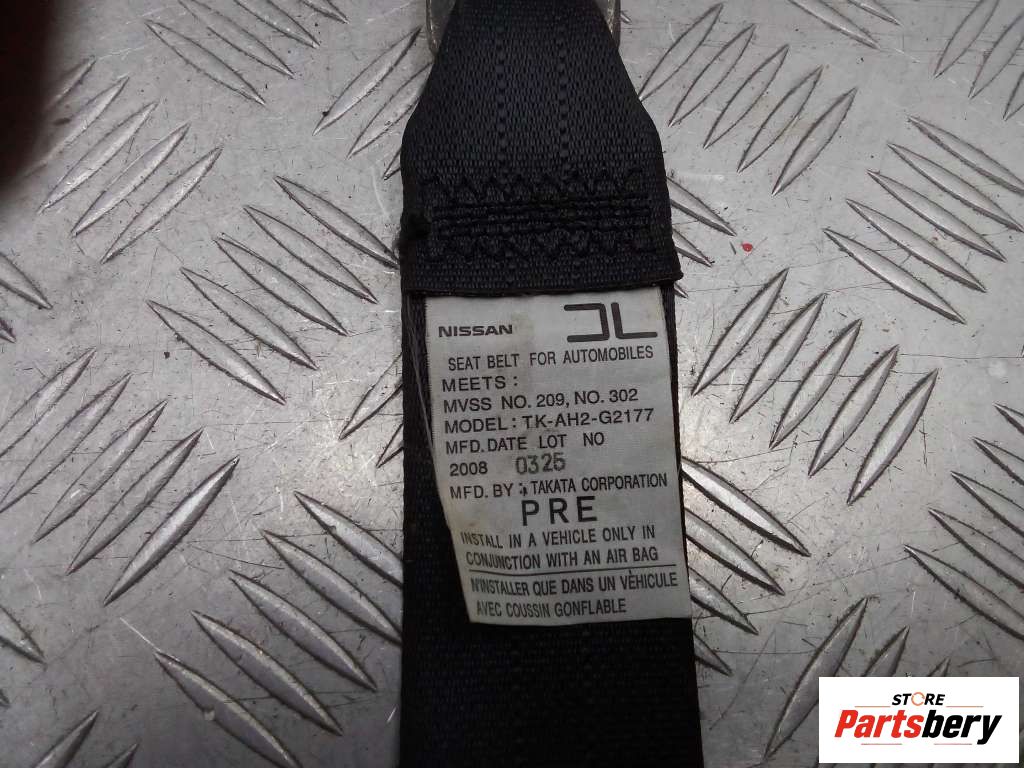 NISSAN JL
SEAT BELT FOR AUTOMOBILES
MEETS :
MVSS NO. 209, NO. 302
MODEL : TK-AH2-G2177
MFD. DATE LOT NO
2008 0325
MFD. BY : TAKATA CORPORATION
PRE
INSTALL IN A VEHICLE ONLY IN
CONJUNCTION WITH AN AIR BAG
N'INSTALLER QUE DANS UN VÉHICULE
AVEC COUSSIN GONFLABLE
STORE
Partsbery